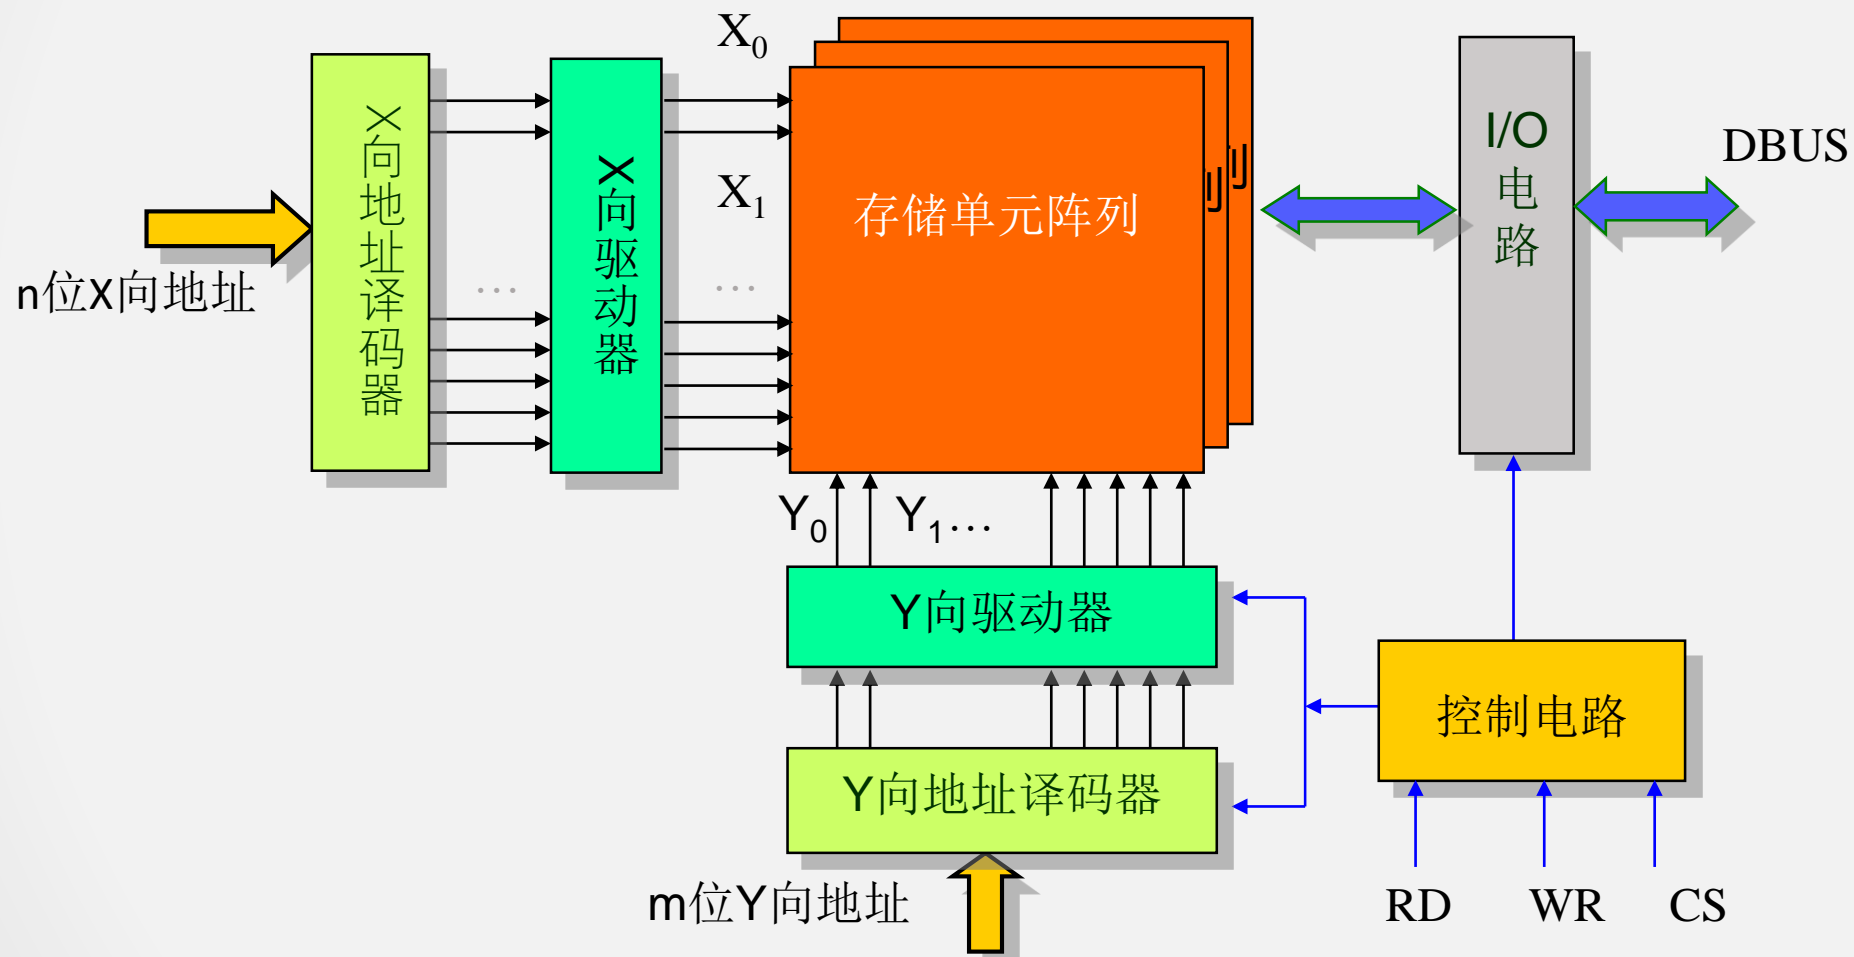 X₀
X向地址译码器
X向驱动器
X₁
存储单元阵列
列
列
I/O
电
路
DBUS
n位X向地址
…
…
Y₀
Y₁…
Y向驱动器
控制电路
Y向地址译码器
m位Y向地址
RD
WR
CS